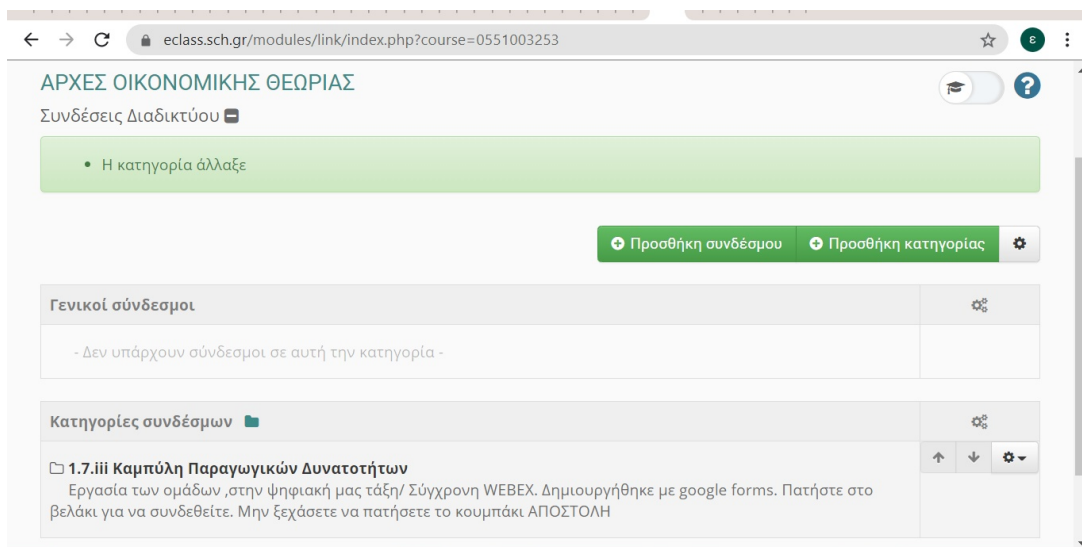 eclass.sch.gr/modules/link/index.php?course=0551003253
ε
ΑΡΧΕΣ ΟΙΚΟΝΟΜΙΚΗΣ ΘΕΩΡΙΑΣ
Συνδέσεις Διαδικτύου
• Η κατηγορία άλλαξε
Προσθήκη συνδέσμου Προσθήκη κατηγορίας
Γενικοί σύνδεσμοι
- Δεν υπάρχουν σύνδεσμοι σε αυτή την κατηγορία -
Κατηγορίες συνδέσμων
1.7.iii Καμπύλη Παραγωγικών Δυνατοτήτων
Εργασία των ομάδων ,στην ψηφιακή μας τάξη/ Σύγχρονη WEBEX. Δημιουργήθηκε με google forms. Πατήστε στο
βελάκι για να συνδεθείτε. Μην ξεχάσετε να πατήσετε το κουμπάκι ΑΠΟΣΤΟΛΗ